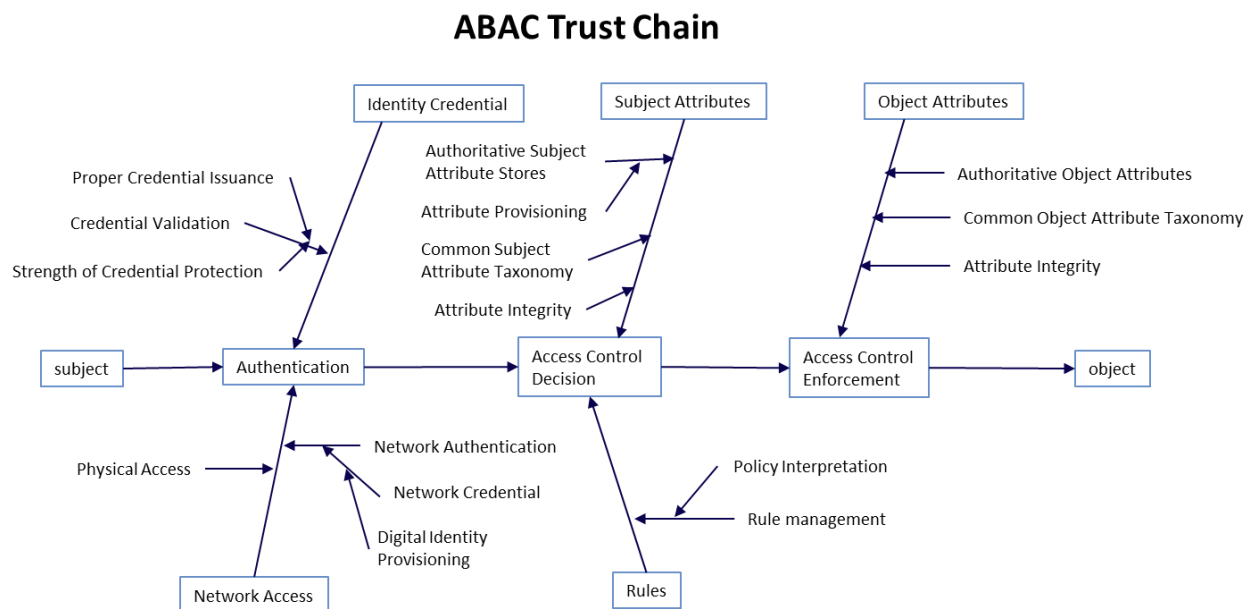 ABAC Trust Chain
Identity Credential
Subject Attributes
Object Attributes
Authoritative Subject
Attribute Stores
Proper Credential Issuance
Authoritative Object Attributes
Attribute Provisioning
Credential Validation
Common Object Attribute Taxonomy
Common Subject
Attribute Taxonomy
Strength of Credential Protection
Attribute Integrity
Attribute Integrity
subject
Authentication
Access Control
Decision
Access Control
Enforcement
object
Network Authentication
Physical Access
Policy Interpretation
Network Credential
Rule management
Digital Identity
Provisioning
Network Access
Rules